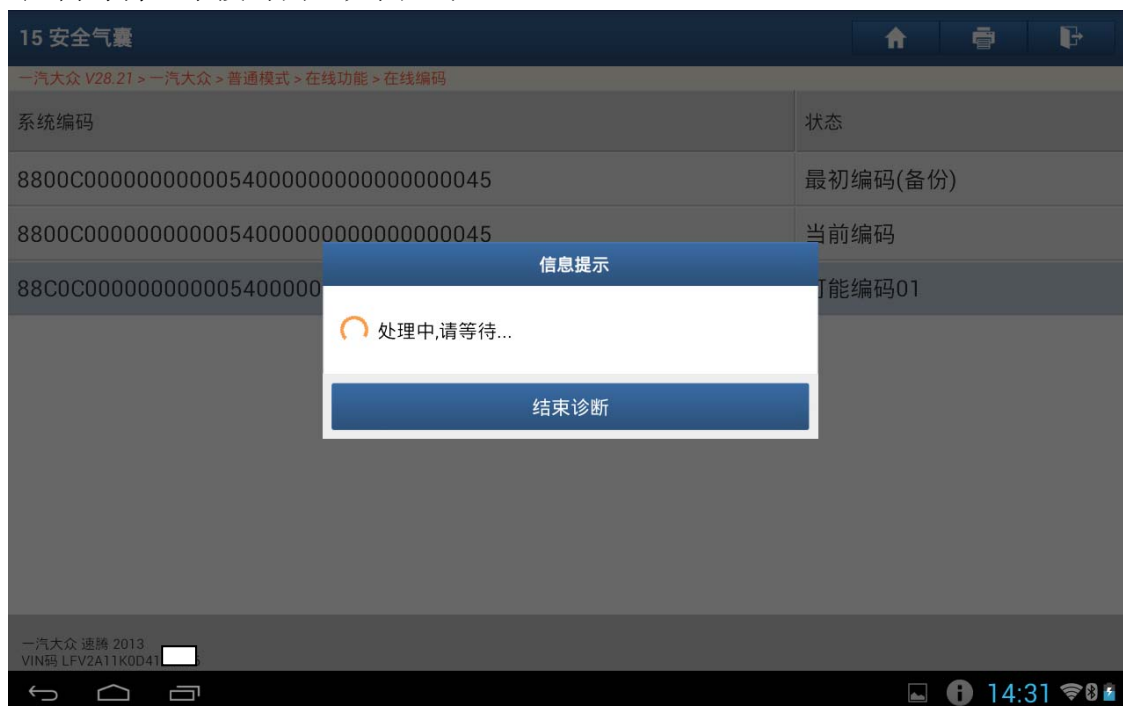 15 安全气囊
一汽大众 V28.21 > 一汽大众 > 普通模式 > 在线功能 > 在线编码
系统编码 状态
8800C000000000005400000000000000000045 最初编码(备份)
8800C000000000005400000000000000000045 当前编码
88C0C000000000005400000 可能编码01
信息提示
处理中,请等待...
结束诊断
一汽大众 速腾 2013
VIN码 LFV2A11K0D41
14:31